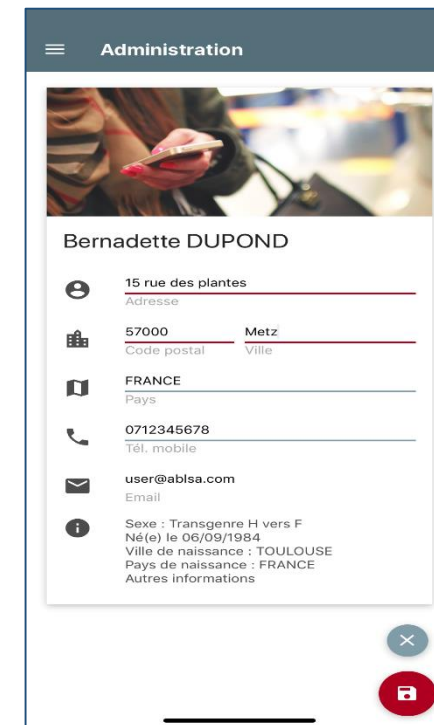 Administration
Bernadette DUPOND
15 rue des plantes
Adresse
57000 Metz
Code postal Ville
FRANCE
Pays
0712345678
Tél. mobile
user@ablsa.com
Email
Sexe : Transgenre H vers F
Né(e) le 06/09/1984
Ville de naissance : TOULOUSE
Pays de naissance : FRANCE
Autres informations